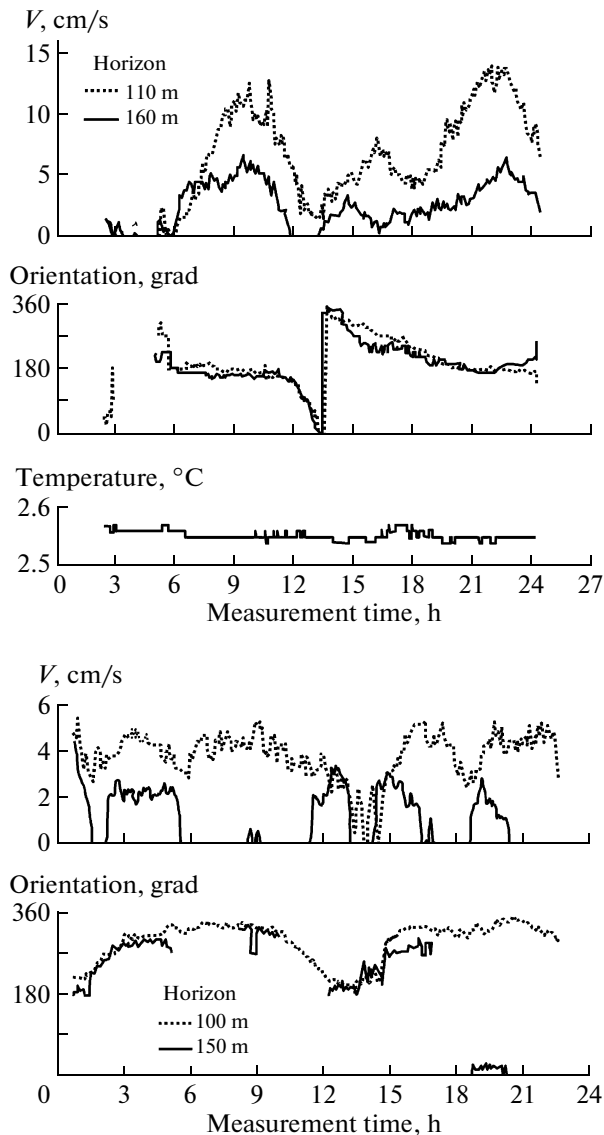 V, cm/s
15
Horizon
110 m
160 m
10
5
0
Orientation, grad
360
180
0
Temperature, °C
2.6
2.5
0 3 6 9 12 15 18 21 24 27
Measurement time, h
V, cm/s
6
4
2
0
Orientation, grad
360
180
Horizon
100 m
150 m
0 3 6 9 12 15 18 21 24
Measurement time, h